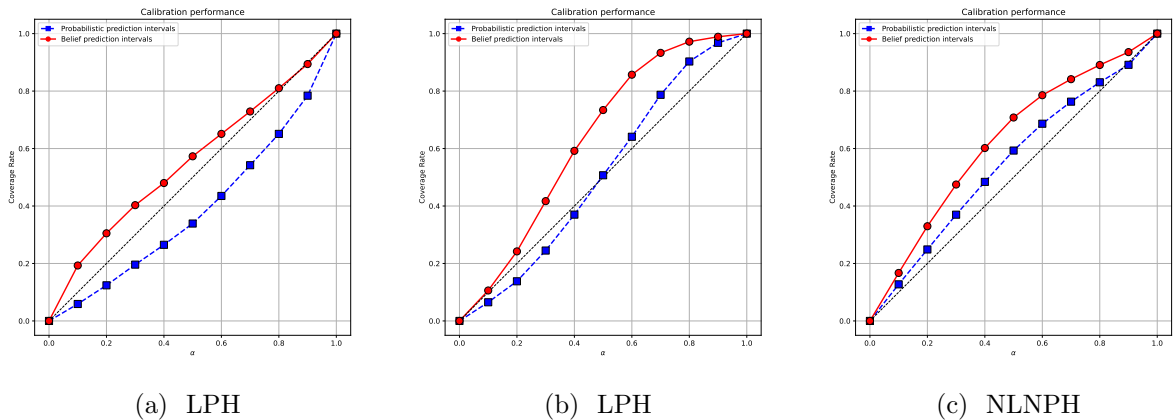 Calibration performance
Probabilistic prediction intervals
Belief prediction intervals
1.0
0.8
0.6
0.4
0.2
0.0
Coverage Rate
0.0 0.2 0.4 0.6 0.8 1.0
α
(a) LPH
Calibration performance
Probabilistic prediction intervals
Belief prediction intervals
1.0
0.8
0.6
0.4
0.2
0.0
Coverage Rate
0.0 0.2 0.4 0.6 0.8 1.0
α
(b) LPH
Calibration performance
Probabilistic prediction intervals
Belief prediction intervals
1.0
0.8
0.6
0.4
0.2
0.0
Coverage Rate
0.0 0.2 0.4 0.6 0.8 1.0
α
(c) NLNPH